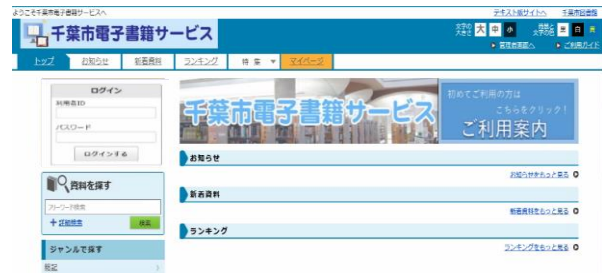 ようこそ千葉市電子書籍サービスへ
テキスト版サイトへ 千葉市図書館
千葉市電子書籍サービス
文字の大きさ 大 中 小 背景と文字の色 黒 白 黄
管理者画面へ ご利用ガイド
トップ お知らせ 新着資料 ランキング 特集 ▼ マイページ
ログイン
利用者ID
パスワード
ログインする
千葉市電子書籍サービス
初めてご利用の方は
こちらをクリック!
ご利用案内
お知らせ
お知らせをもっと見る
資料を探す
フリーワード検索
+ 詳細検索 検索
新着資料
新着資料をもっと見る
ランキング
ランキングをもっと見る
ジャンルで探す
総記